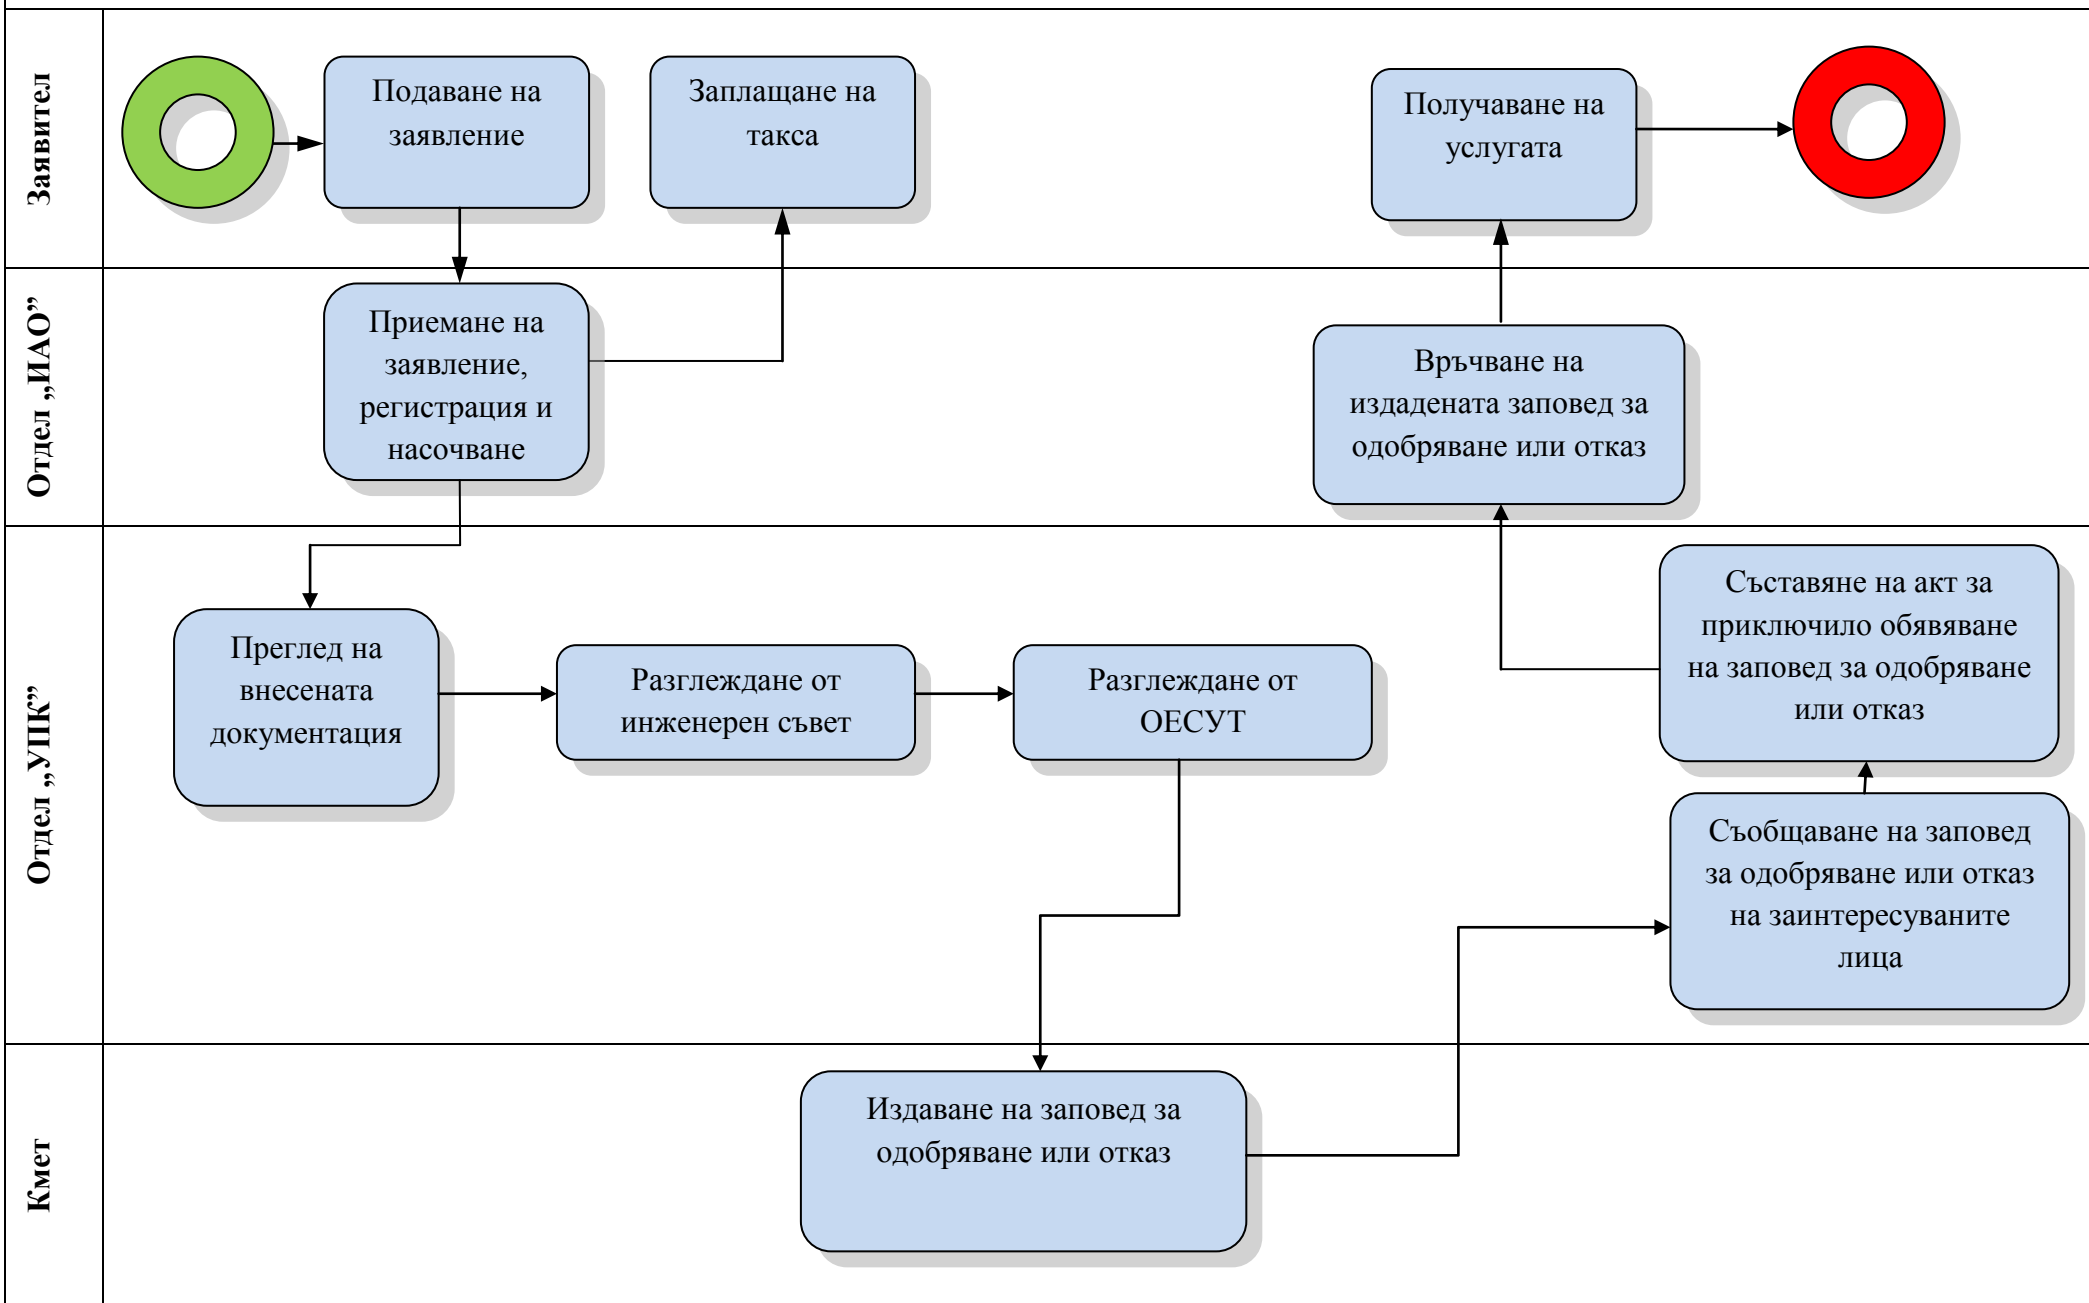 Заявител
Подаване на
заявление
Заплащане на
такса
Получаване на
услугата
Отдел „ИАО”
Приемане на
заявление,
регистрация и
насочване
Връчване на
издадената заповед за
одобряване или отказ
Отдел „УПК”
Преглед на
внесената
документация
Разглеждане от
инженерен съвет
Разглеждане от
ОЕСУТ
Съставяне на акт за
приключило обявяване
на заповед за одобряване
или отказ
Съобщаване на заповед
за одобряване или отказ
на заинтересуваните
лица
Кмет
Издаване на заповед за
одобряване или отказ